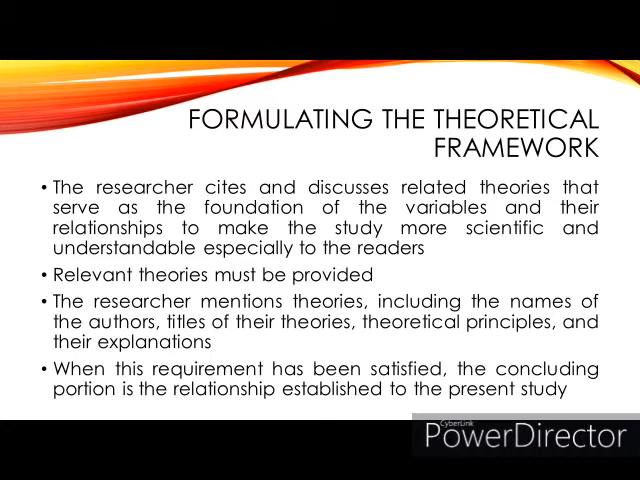 FORMULATING THE THEORETICAL
FRAMEWORK
• The researcher cites and discusses related theories that
serve as the foundation of the variables and their
relationships to make the study more scientific and
understandable especially to the readers
• Relevant theories must be provided
• The researcher mentions theories, including the names of
the authors, titles of their theories, theoretical principles, and
their explanations
• When this requirement has been satisfied, the concluding
portion is the relationship established to the present study
CyberLink
PowerDirector